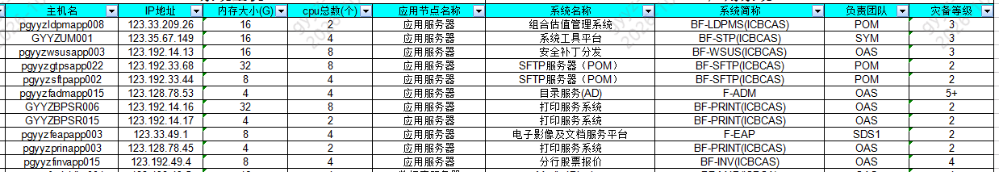 主机名 IP地址 内存大小(G) cpu总数(个) 应用节点名称 系统名称 系统简称 负责团队 灾备等级
pgyyzldpmapp008 123.33.209.26 16 2 应用服务器 组合估值管理系统 BF-LDPMS(ICBCAS) POM 3
GYYZUM001 123.35.67.149 16 4 应用服务器 系统工具平台 BF-STP(ICBCAS) SYM 3
pgyyzwsusapp003 123.192.14.13 16 8 应用服务器 安全补丁分发 BF-WSUS(ICBCAS) OAS 3
pgyyzgtpsapp022 123.192.33.68 32 8 应用服务器 SFTP服务器（POM） BF-SFTP(ICBCAS) POM 2
pgyyzsftpapp002 123.192.33.44 8 4 应用服务器 SFTP服务器（POM） BF-SFTP(ICBCAS) POM 2
pgyyzfadmapp015 123.128.78.53 4 4 应用服务器 目录服务(AD) F-ADM OAS 5+
GYYZBPSR006 123.192.14.16 32 8 应用服务器 打印服务系统 BF-PRINT(ICBCAS) OAS 2
GYYZBPSR015 123.192.14.17 4 2 应用服务器 打印服务系统 BF-PRINT(ICBCAS) OAS 2
pgyyzfeapapp003 123.33.49.1 8 4 应用服务器 电子影像及文档服务平台 F-EAP SDS1 2
pgyyzprinapp003 123.128.78.45 4 2 应用服务器 打印服务系统 BF-PRINT(ICBCAS) OAS 2
pgyyzfinvapp015 123.192.49.4 8 4 应用服务器 分行股票报价 BF-INV(ICBCAS) OAS 4